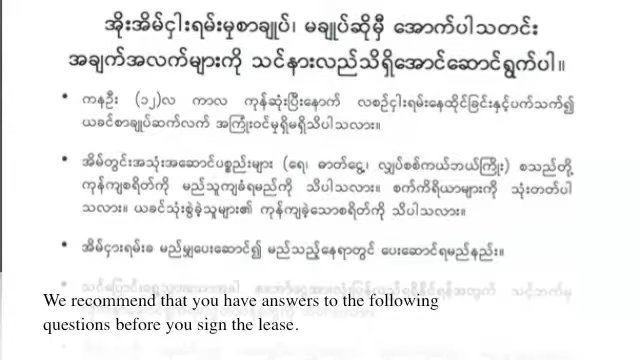 အိုးအိမ်ငှါးရမ်းမှုစာချုပ်၊ မချုပ်ဆိုမှီ အောက်ပါသတင်း
အချက်အလက်များကို သင်နားလည်သိရှိအောင်ဆောင်ရွက်ပါ။
• ကနဦး (၁၂)လ ကာလ ကုန်ဆုံးပြီးနောက် လစဉ်ငှါးရမ်းနေထိုင်ခြင်းနှင့်ပက်သက်၍
ယခင်စာချုပ်ဆက်လက် အကြုံးဝင်မှုရှိမရှိသိပါသလား။
• အိမ်တွင်းအသုံးအဆောင်ပစ္စည်းများ (ရေ၊ ဓာတ်ငွေ့၊ လျှပ်စစ်ကယ်ဘယ်ကြိုး) စသည်တို့
ကုန်ကျစရိတ်ကို မည်သူကျခံရမည်ကို သိပါသလား။ စက်ကိရိယာများကို သုံးတတ်ပါ
သလား။ ယခင်သုံးစွဲခဲ့သူများ၏ ကုန်ကျခဲ့သောစရိတ်ကို သိပါသလား။
• အိမ်ငှားရမ်းခ မည်မျှပေးဆောင်၍ မည်သည့်နေရာတွင် ပေးဆောင်ရမည်နည်း။
We recommend that you have answers to the following
questions before you sign the lease.